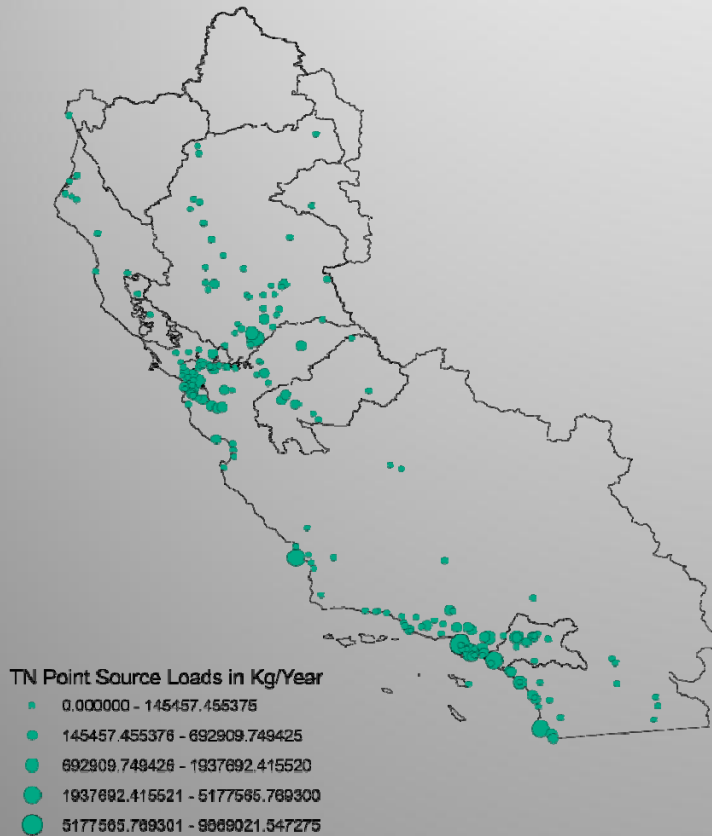 TN Point Source Loads in Kg/Year
0.000000 - 145457.455375
145457.455376 - 692909.749425
692909.749426 - 1937692.415520
1937692.415521 - 5177565.769300
5177565.769301 - 9869021.547275